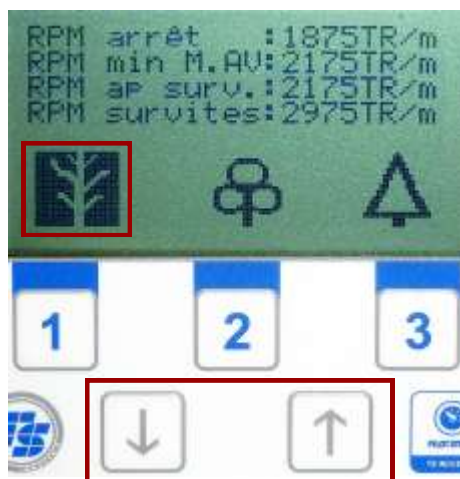 RPM arrêt :1875TR/m
RPM min M.AV:2175TR/m
RPM ap surv.:2175TR/m
RPM survites:2975TR/m
1
2
3